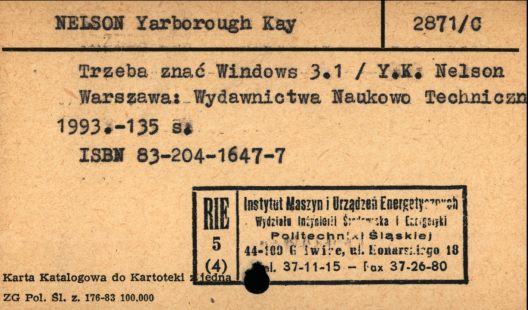 NELSON Yarborough Kay
2871/C
Trzeba znać Windows 3.1 / Y.K. Nelson
Warszawa: Wydawnictwa Naukowo Techniczn
1993.-135 s.
ISBN 83-204-1647-7
RIE
5
(4)
Instytut Maszyn i Urządzeń Energetycznych
Wydziału Inżynierii Środowiska i Energetyki
Politechniki Śląskiej
44-100 Gliwice, ul. Konarskiego 18
tel. 37-11-15 – Fax 37-26-80
Karta Katalogowa do Kartoteki
ZG Pol. Śl. z. 176-83 100.000